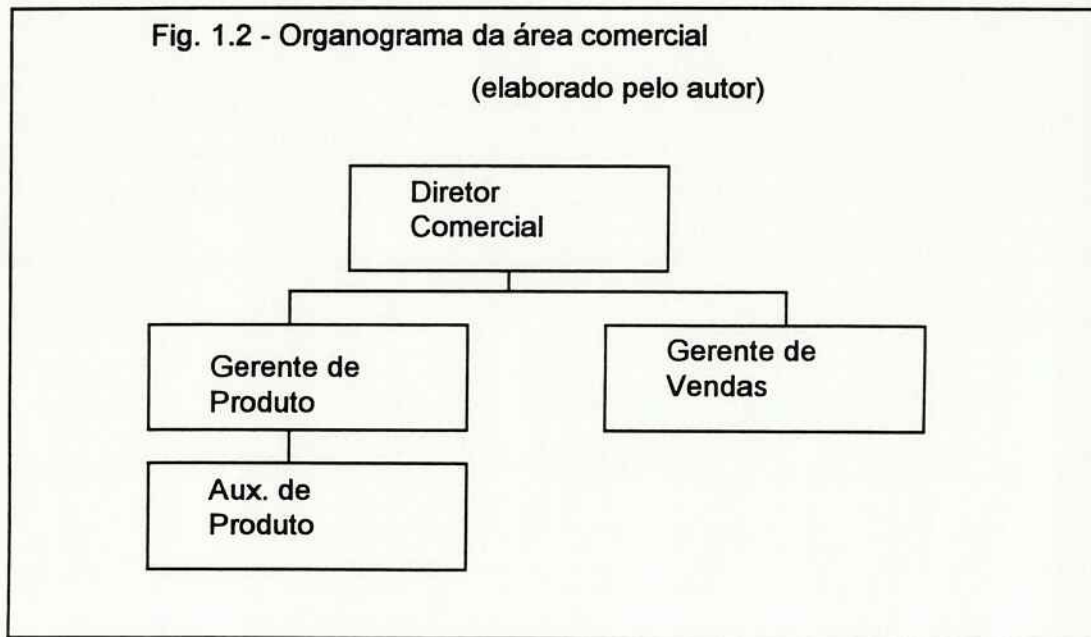 Fig. 1.2 - Organograma da área comercial
(elaborado pelo autor)
Diretor
Comercial
Gerente de
Produto
Gerente de
Vendas
Aux. de
Produto